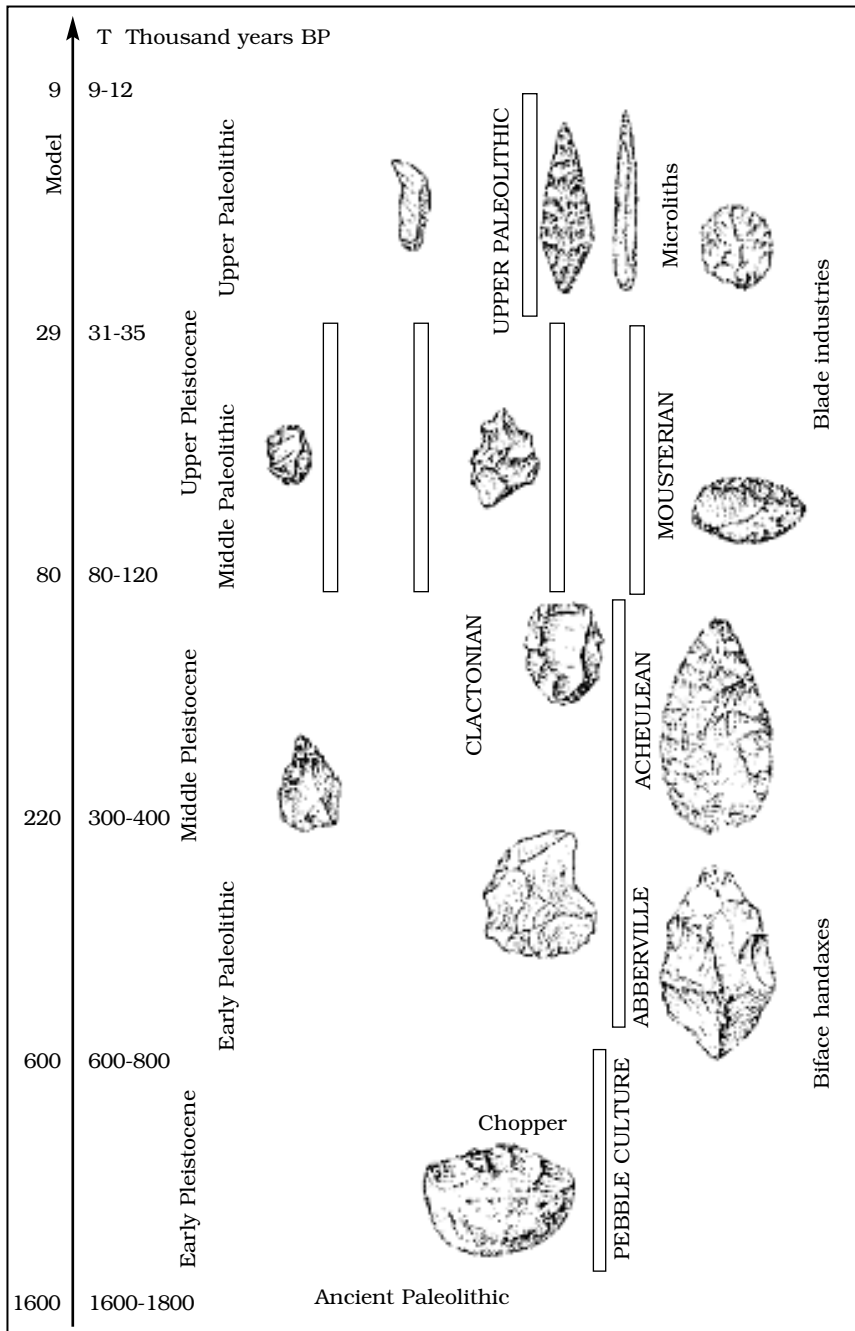 T Thousand years BP
9 9-12
Model
Upper Paleolithic
UPPER PALEOLITHIC
Microliths
29 31-35
Upper Pleistocene
Middle Paleolithic
MOUSTERIAN
Blade industries
80 80-120
Middle Pleistocene
CLACTONIAN
ACHEULEAN
220 300-400
Early Paleolithic
ABBERVILLE
Biface handaxes
600 600-800
Early Pleistocene
Chopper
PEBBLE CULTURE
1600 1600-1800
Ancient Paleolithic